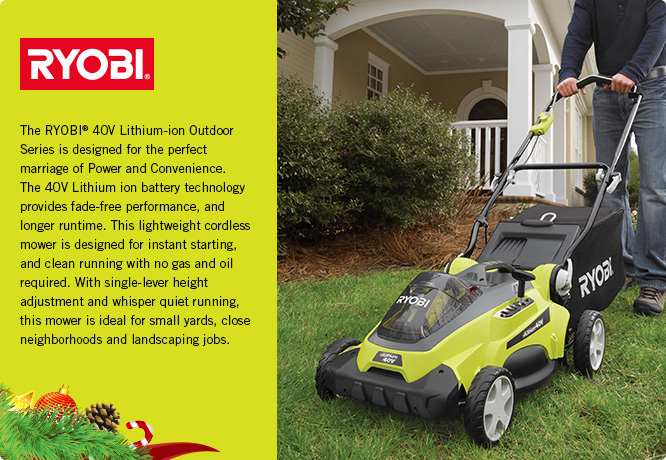 RYOBI®
The RYOBI® 40V Lithium-ion Outdoor
Series is designed for the perfect
marriage of Power and Convenience.
The 40V Lithium ion battery technology
provides fade-free performance, and
longer runtime. This lightweight cordless
mower is designed for instant starting,
and clean running with no gas and oil
required. With single-lever height
adjustment and whisper quiet running,
this mower is ideal for small yards, close
neighborhoods and landscaping jobs.
RYOBI
RYOBI
Lithium 40V
Lithium
40V